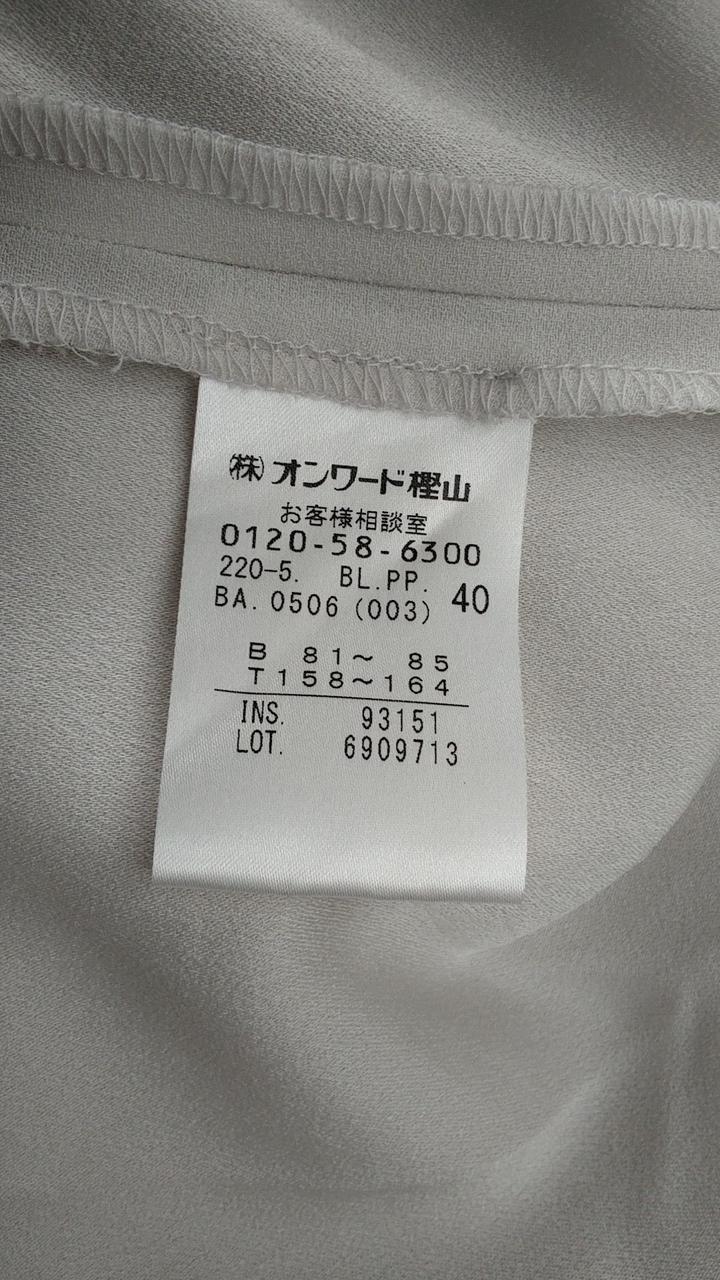 ㈱オンワード樫山
お客様相談室
0120-58-6300
220-5. BL.PP. 40
BA.0506 (003)
B 81～ 85
T158～164
INS. 93151
LOT. 6909713